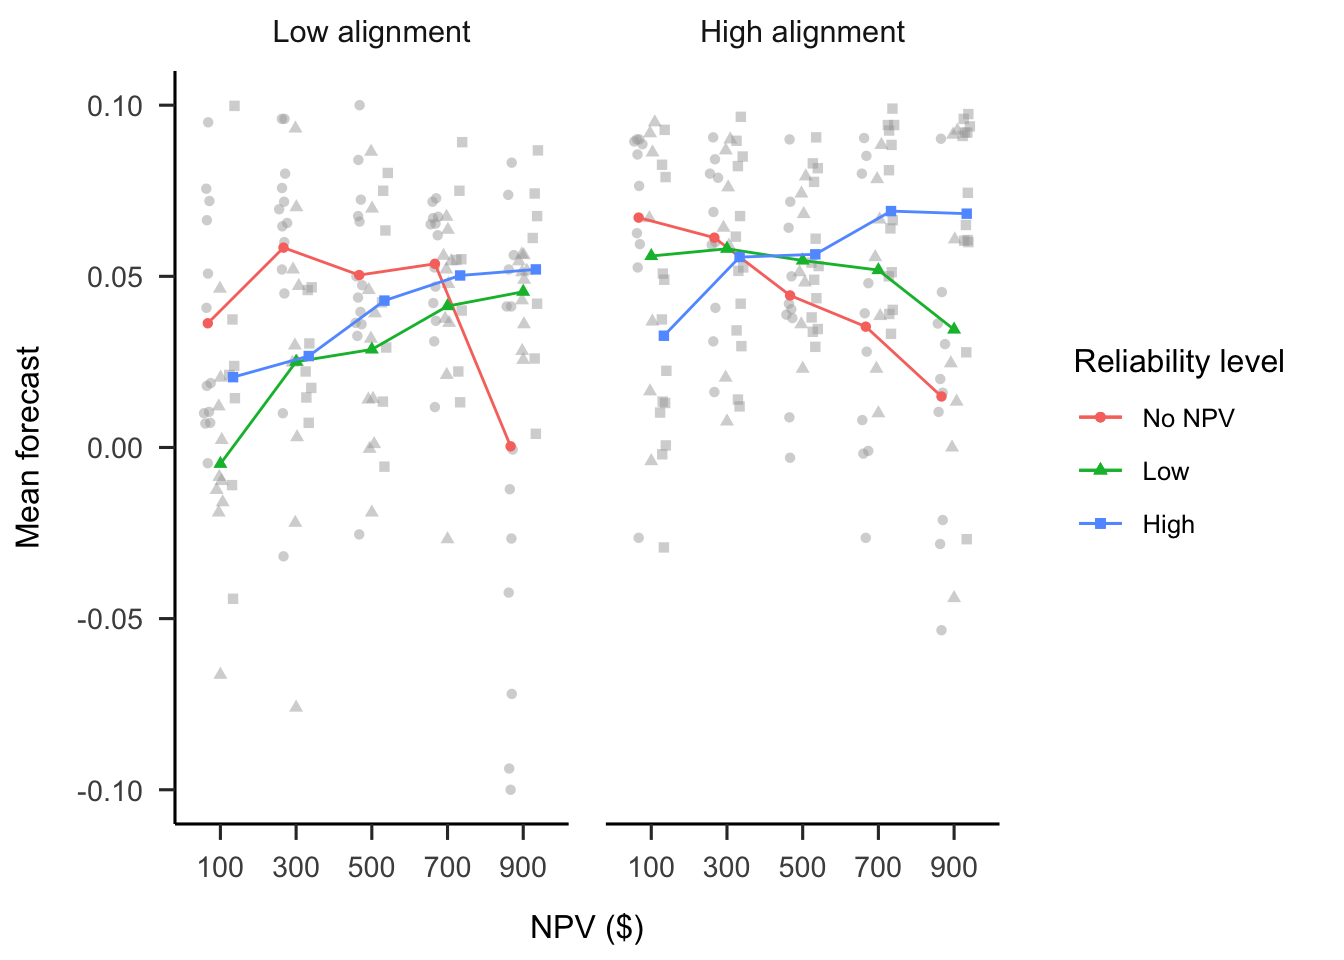 Low alignment
High alignment
Mean forecast
0.10
0.05
0.00
-0.05
-0.10
100 300 500 700 900
100 300 500 700 900
NPV ($)
Reliability level
No NPV
Low
High